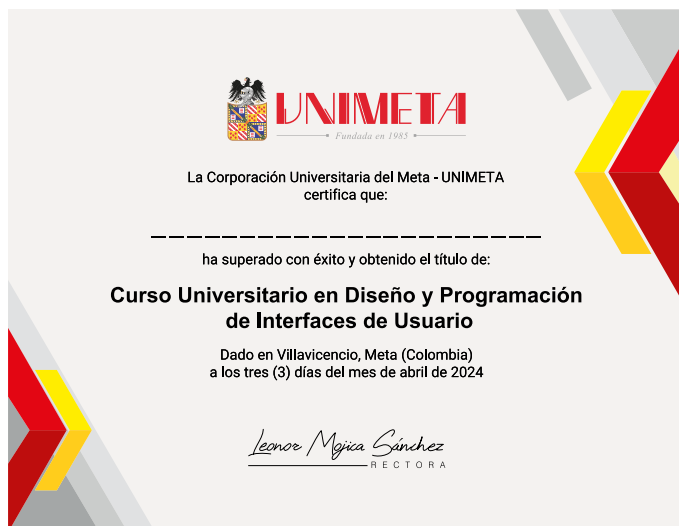 UNIMETA
Fundada en 1985
La Corporación Universitaria del Meta - UNIMETA
certifica que:
ha superado con éxito y obtenido el título de:
Curso Universitario en Diseño y Programación
de Interfaces de Usuario
Dado en Villavicencio, Meta (Colombia)
a los tres (3) días del mes de abril de 2024
Leonor Mojica Sánchez
RECTORA